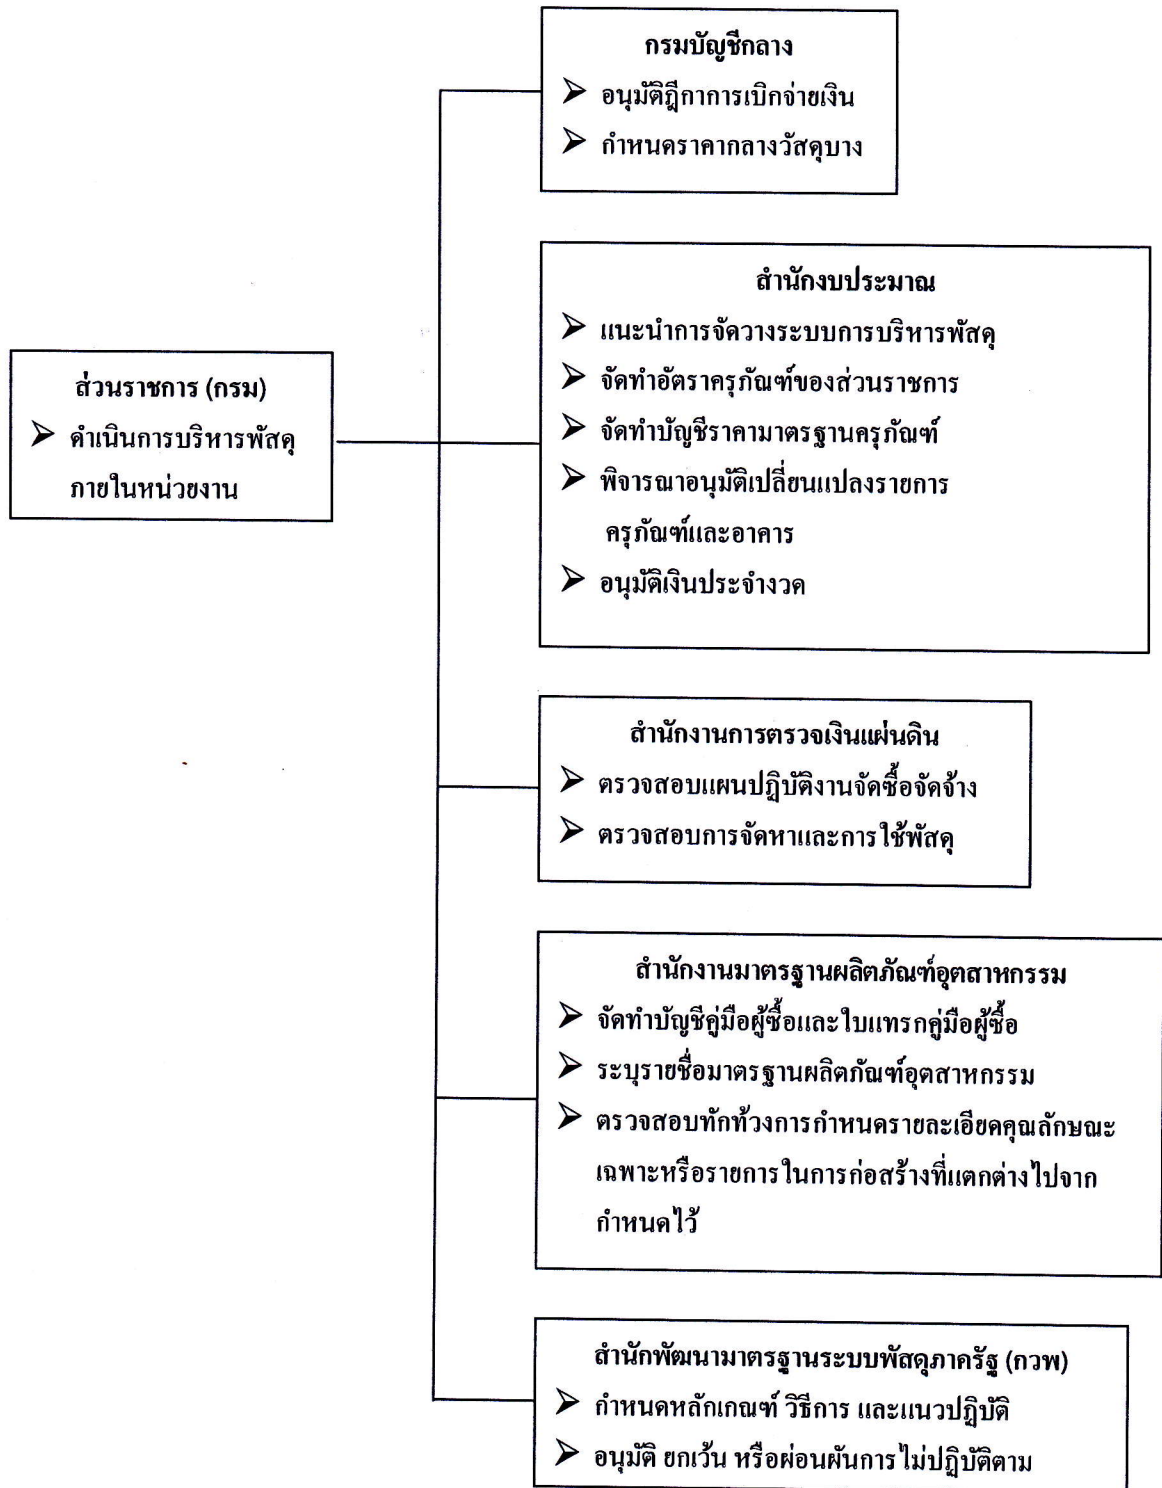 กรมบัญชีกลาง
➢ อนุมัติฎีกาการเบิกจ่ายเงิน
➢ กำหนดราคากลางวัสดุบาง
สำนักงบประมาณ
➢ แนะนำการจัดวางระบบการบริหารพัสดุ
➢ จัดทำอัตราครุภัณฑ์ของส่วนราชการ
➢ จัดทำบัญชีราคามาตรฐานครุภัณฑ์
➢ พิจารณาอนุมัติเปลี่ยนแปลงรายการ
ครุภัณฑ์และอาคาร
➢ อนุมัติเงินประจำงวด
ส่วนราชการ (กรม)
➢ ดำเนินการบริหารพัสดุ
ภายในหน่วยงาน
สำนักงานการตรวจเงินแผ่นดิน
➢ ตรวจสอบแผนปฏิบัติงานจัดซื้อจัดจ้าง
➢ ตรวจสอบการจัดหาและการใช้พัสดุ
สำนักงานมาตรฐานผลิตภัณฑ์อุตสาหกรรม
➢ จัดทำบัญชีคู่มือผู้ซื้อและใบแทรกคู่มือผู้ซื้อ
➢ ระบุรายชื่อมาตรฐานผลิตภัณฑ์อุตสาหกรรม
➢ ตรวจสอบทักท้วงการกำหนดรายละเอียดคุณลักษณะ
เฉพาะหรือรายการในการก่อสร้างที่แตกต่างไปจาก
กำหนดไว้
สำนักพัฒนามาตรฐานระบบพัสดุภาครัฐ (กวพ)
➢ กำหนดหลักเกณฑ์ วิธีการ และแนวปฏิบัติ
➢ อนุมัติ ยกเว้น หรือผ่อนผันการไม่ปฏิบัติตาม